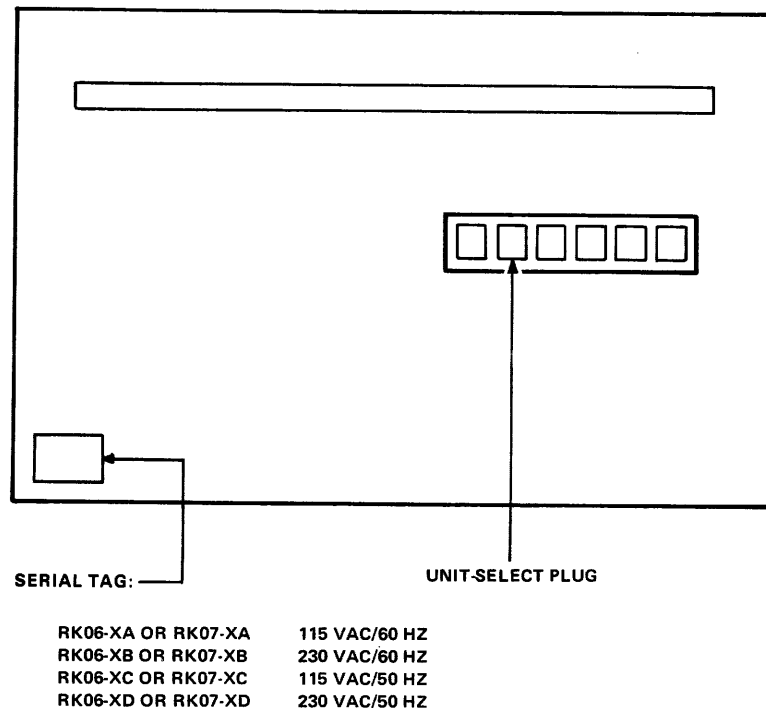 SERIAL TAG:
UNIT-SELECT PLUG
RK06-XA OR RK07-XA 115 VAC/60 HZ
RK06-XB OR RK07-XB 230 VAC/60 HZ
RK06-XC OR RK07-XC 115 VAC/50 HZ
RK06-XD OR RK07-XD 230 VAC/50 HZ